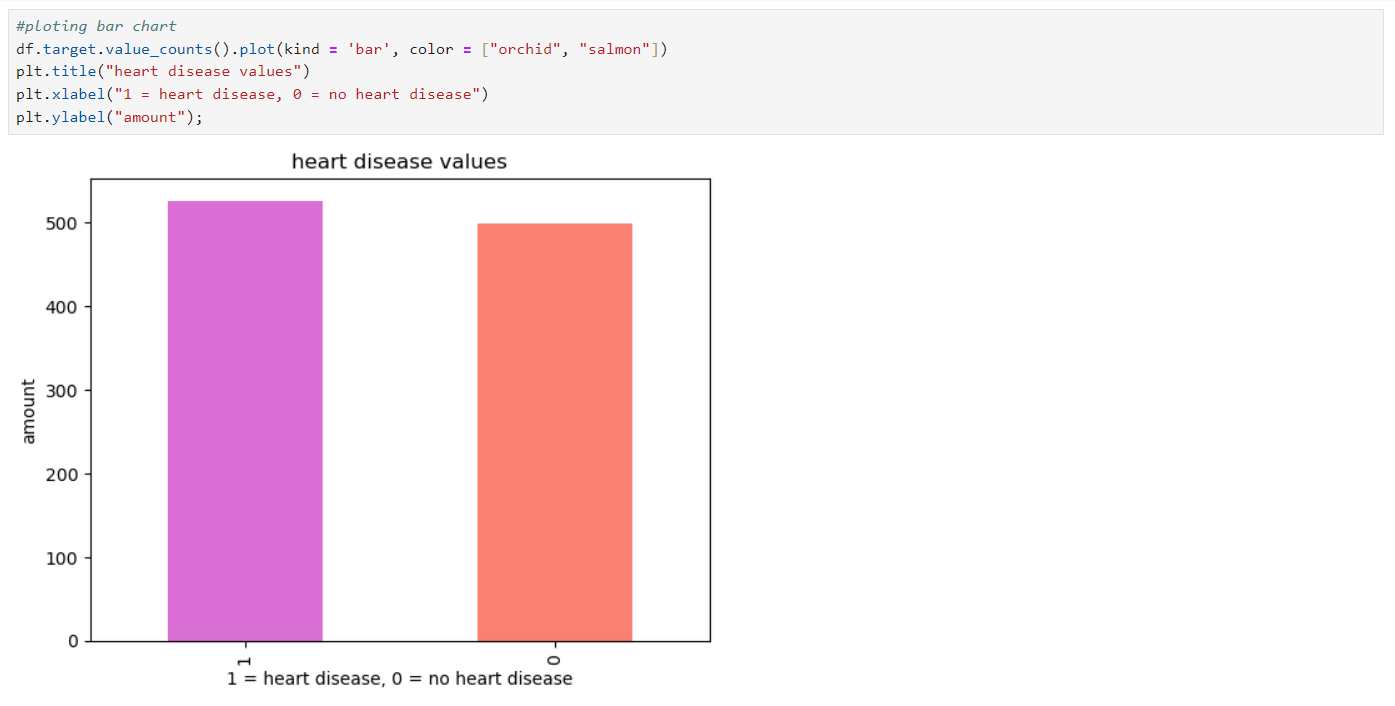 #ploting bar chart
df.target.value_counts().plot(kind = 'bar', color = ["orchid", "salmon"])
plt.title("heart disease values")
plt.xlabel("1 = heart disease, 0 = no heart disease")
plt.ylabel("amount");
heart disease values
500
400
300
200
100
0
amount
1
0
1 = heart disease, 0 = no heart disease